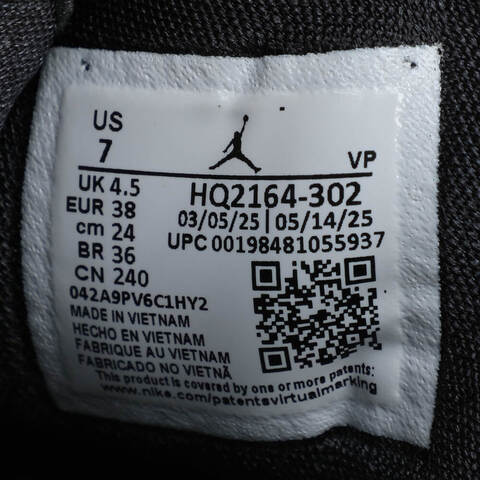 US
7
VP
UK 4.5
EUR 38
cm 24
BR 36
CN 240
HQ2164-302
03/05/25 | 05/14/25
UPC 00198481055937
042A9PV6C1HY2
MADE IN VIETNAM
HECHO EN VIETNAM
FABRIQUE AU VIETNAM
FABRICADO NO VIETNÃ
This product is covered by one or more patents:
www.nike.com/patentsvirtualmarking